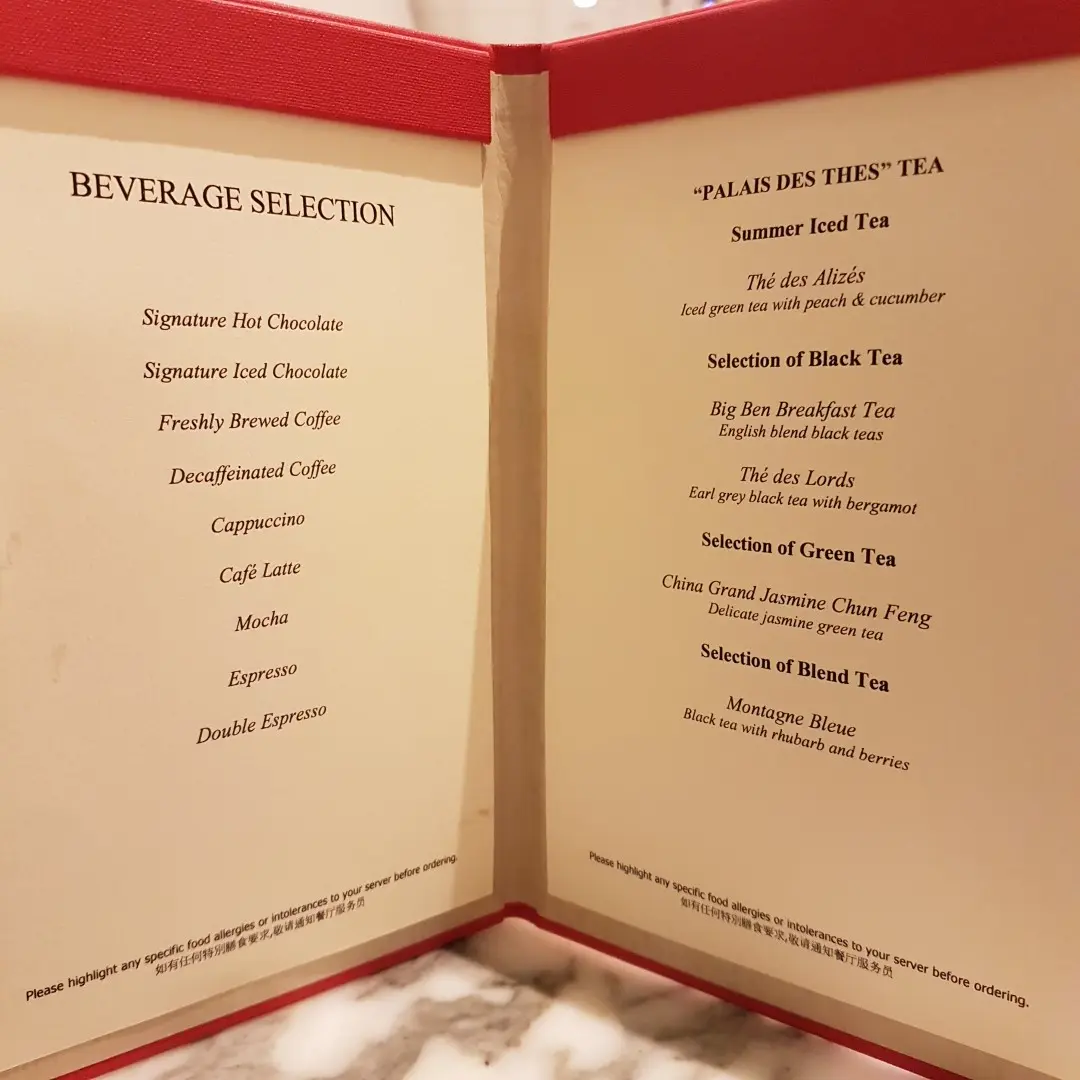 BEVERAGE SELECTION
Signature Hot Chocolate
Signature Iced Chocolate
Freshly Brewed Coffee
Decaffeinated Coffee
Cappuccino
Café Latte
Mocha
Espresso
Double Espresso
Please highlight any specific food allergies or intolerances to your server before ordering.
如有任何特別膳食要求,敬请通知餐厅服务员
“PALAIS DES THES” TEA
Summer Iced Tea
Thé des Alizés
Iced green tea with peach & cucumber
Selection of Black Tea
Big Ben Breakfast Tea
English blend black teas
Thé des Lords
Earl grey black tea with bergamot
Selection of Green Tea
China Grand Jasmine Chun Feng
Delicate jasmine green tea
Selection of Blend Tea
Montagne Bleue
Black tea with rhubarb and berries
Please highlight any specific food allergies or intolerances to your server before ordering.
如有任何特別膳食要求,敬请通知餐厅服务员